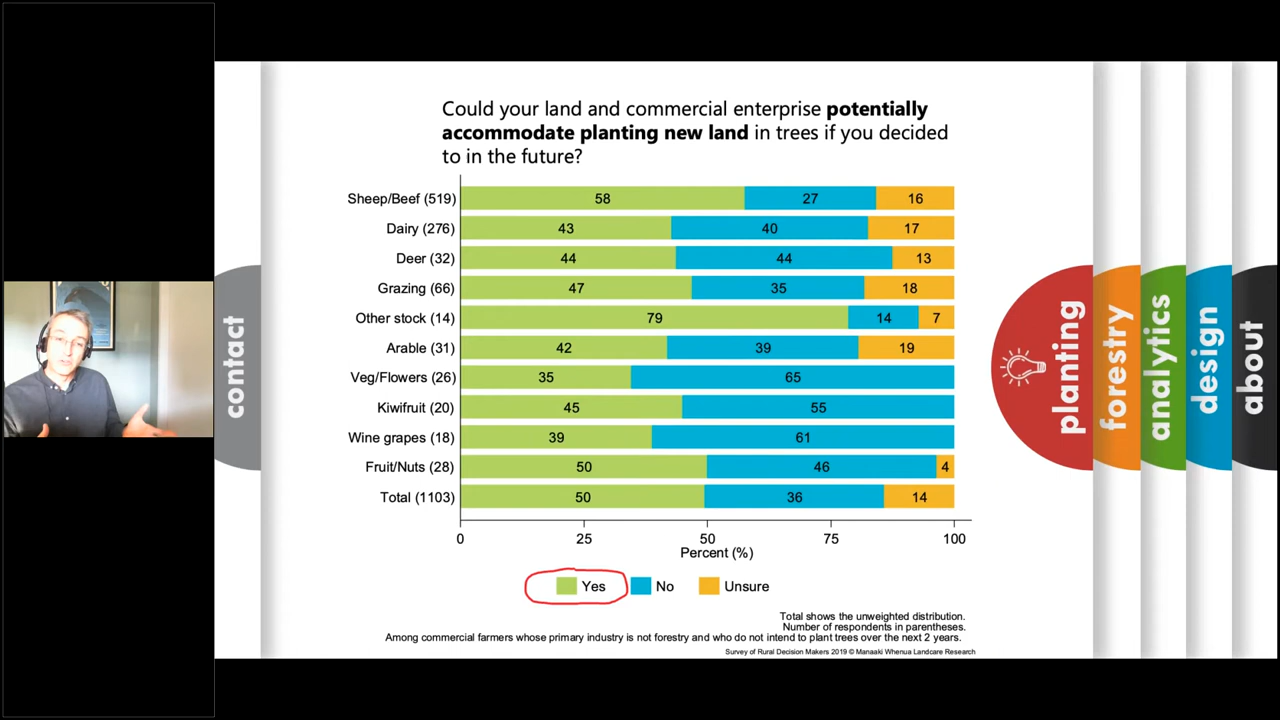 Could your land and commercial enterprise potentially
accommodate planting new land in trees if you decided
to in the future?
Sheep/Beef (519) 58 27 16
Dairy (276) 43 40 17
Deer (32) 44 44 13
Grazing (66) 47 35 18
Other stock (14) 79 14 7
Arable (31) 42 39 19
Veg/Flowers (26) 35 65
Kiwifruit (20) 45 55
Wine grapes (18) 39 61
Fruit/Nuts (28) 50 46 4
Total (1103) 50 36 14
0 25 50 75 100
Percent (%)
Yes No Unsure
Total shows the unweighted distribution.
Number of respondents in parentheses.
Among commercial farmers whose primary industry is not forestry and who do not intend to plant trees over the next 2 years.
Survey of Rural Decision Makers 2019 © Manaaki Whenua Landcare Research
contact
planting
forestry
analytics
design
about